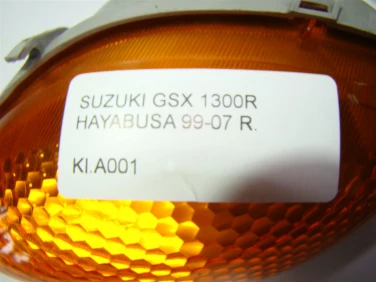 SUZUKI GSX 1300R
HAYABUSA 99-07 R.
KI.A001